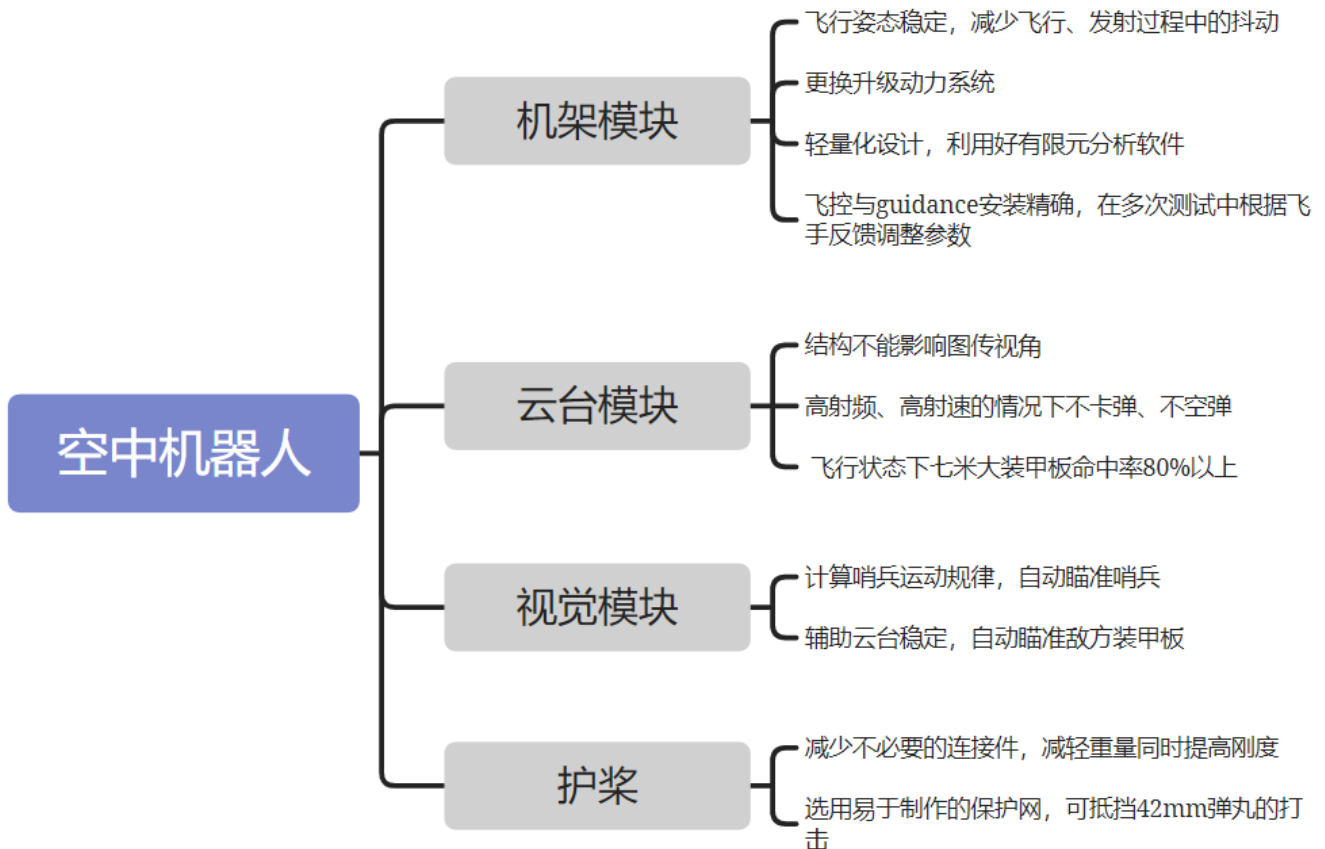 空中机器人
机架模块
飞行姿态稳定，减少飞行、发射过程中的抖动
更换升级动力系统
轻量化设计，利用好有限元分析软件
飞控与guidance安装精确，在多次测试中根据飞
手反馈调整参数
云台模块
结构不能影响图传视角
高射频、高射速的情况下不卡弹、不空弹
飞行状态下七米大装甲板命中率80%以上
视觉模块
计算哨兵运动规律，自动瞄准哨兵
辅助云台稳定，自动瞄准敌方装甲板
护桨
减少不必要的连接件，减轻重量同时提高刚度
选用易于制作的保护网，可抵挡42mm弹丸的打
击